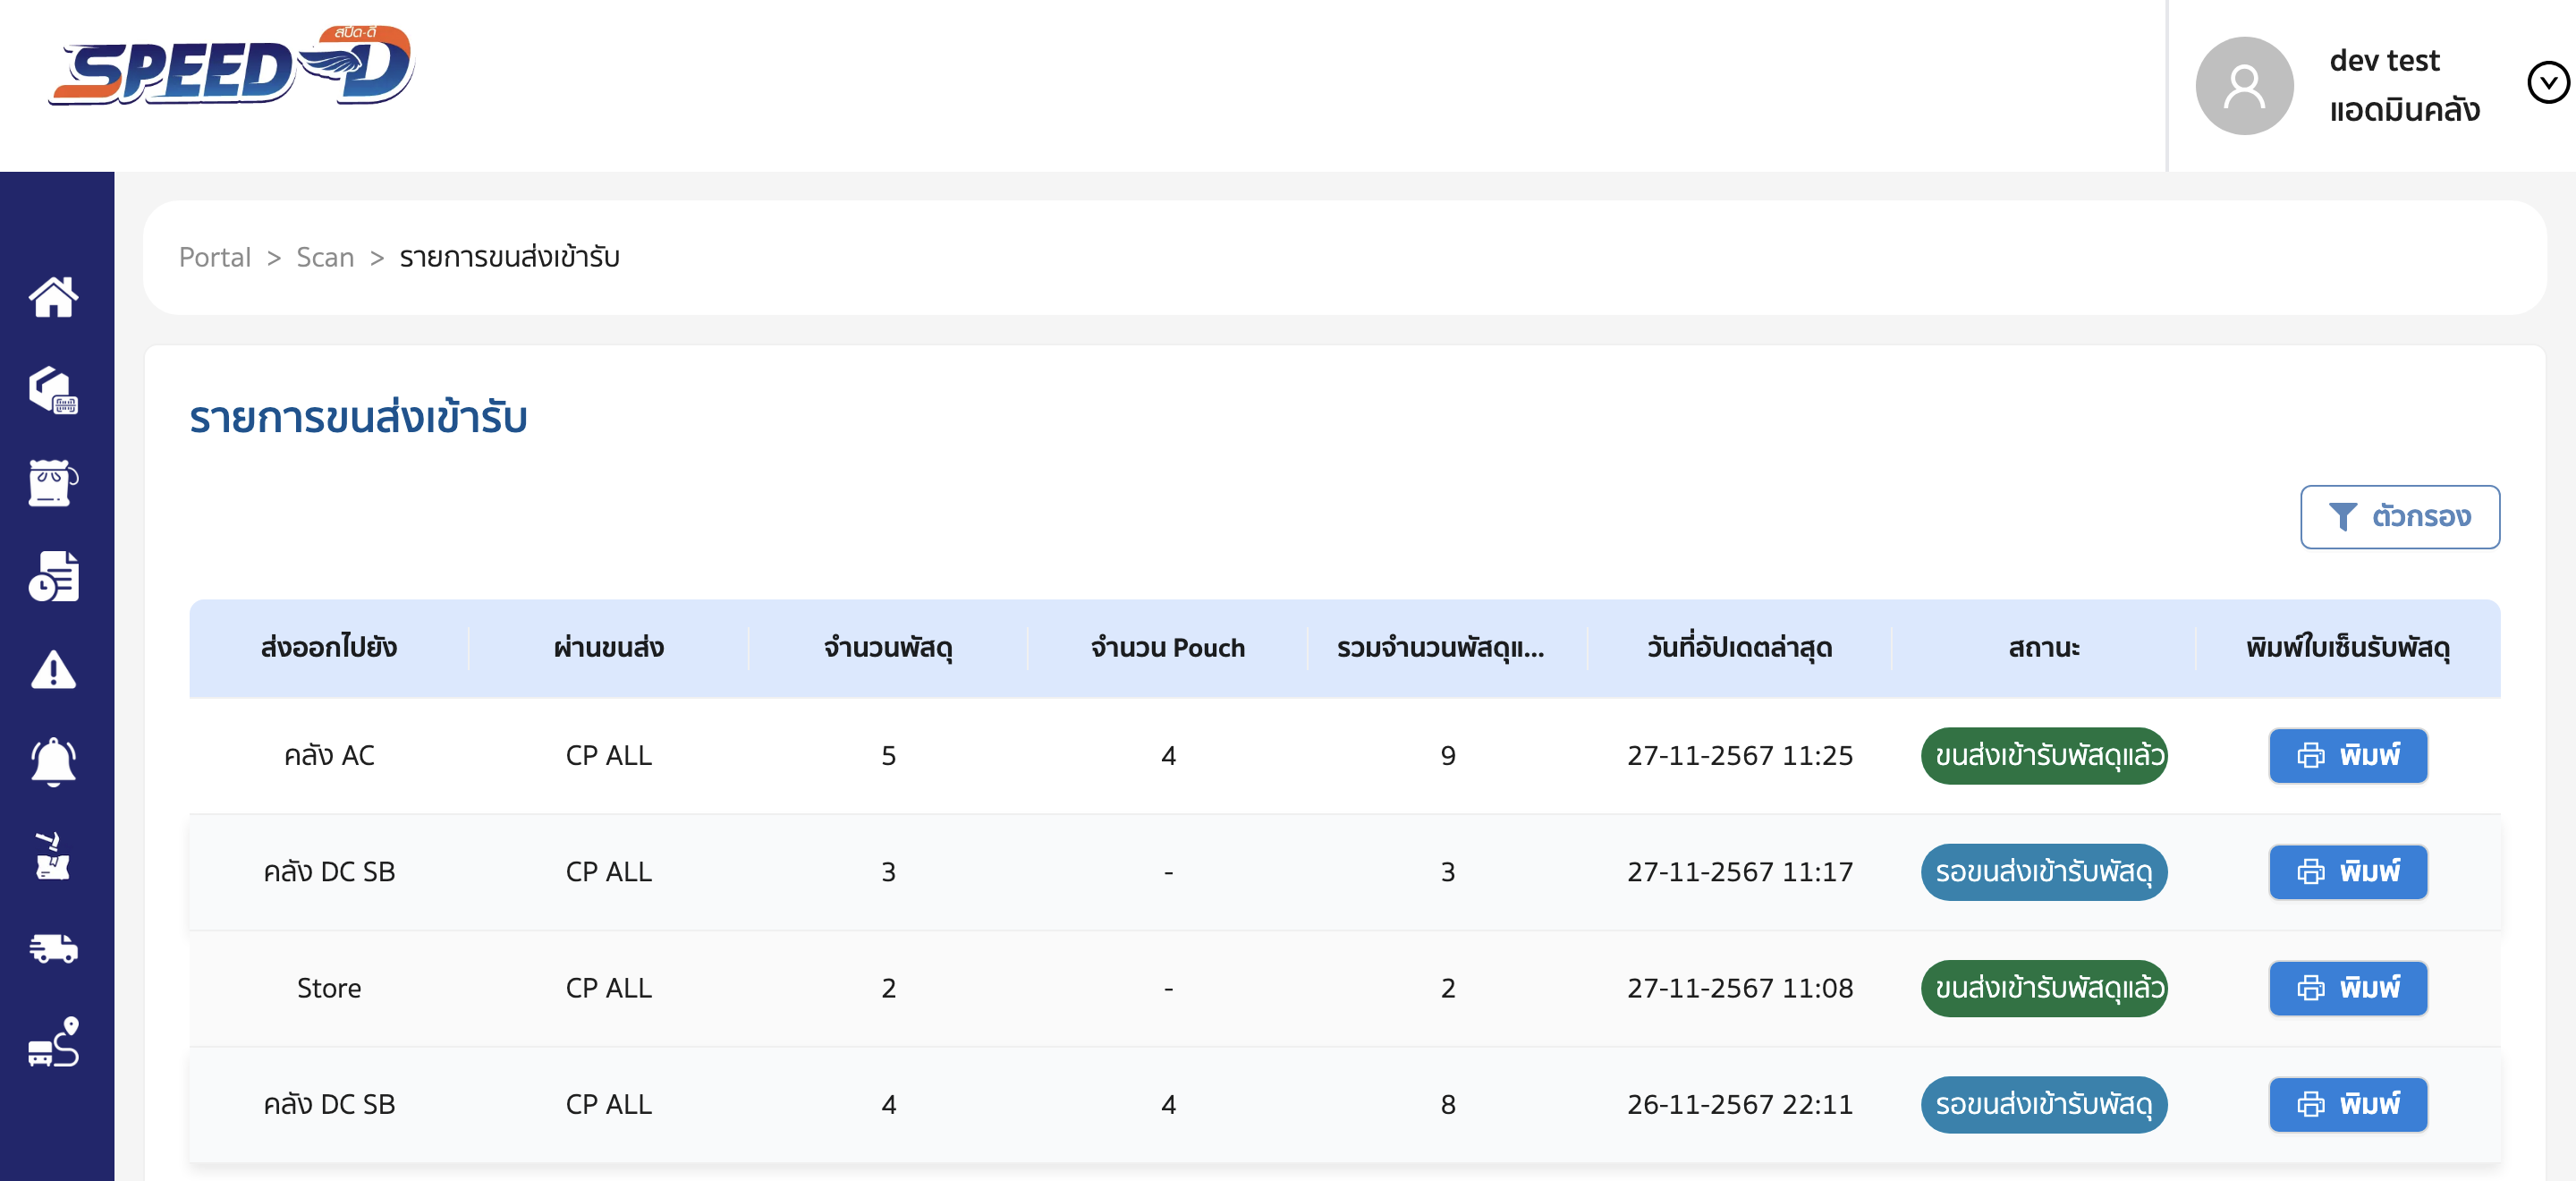 สปีด-ดี
SPEED-D
dev test
แอดมินคลัง
Portal > Scan > รายการขนส่งเข้ารับ
รายการขนส่งเข้ารับ
ตัวกรอง
ส่งออกไปยัง ผ่านขนส่ง จำนวนพัสดุ จำนวน Pouch รวมจำนวนพัสดุแ... วันที่อัปเดตล่าสุด สถานะ พิมพ์ใบเซ็นรับพัสดุ
คลัง AC CP ALL 5 4 9 27-11-2567 11:25 ขนส่งเข้ารับพัสดุแล้ว พิมพ์
คลัง DC SB CP ALL 3 - 3 27-11-2567 11:17 รอขนส่งเข้ารับพัสดุ พิมพ์
Store CP ALL 2 - 2 27-11-2567 11:08 ขนส่งเข้ารับพัสดุแล้ว พิมพ์
คลัง DC SB CP ALL 4 4 8 26-11-2567 22:11 รอขนส่งเข้ารับพัสดุ พิมพ์